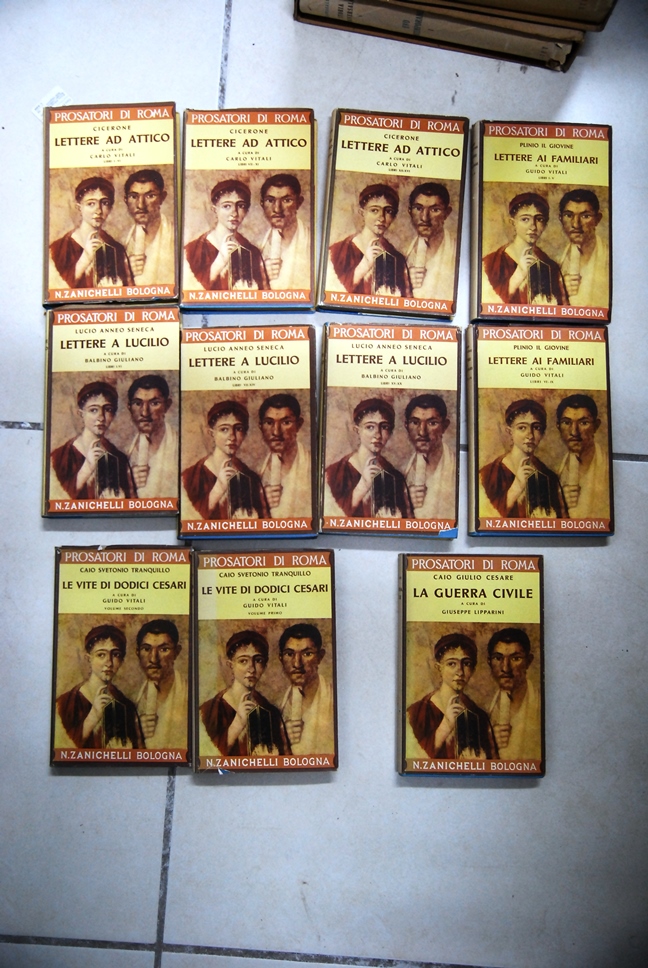 PROSATORI DI ROMA
CICERONE
LETTERE AD ATTICO
A CURA DI
CARLO VITALI
N. ZANICHELLI BOLOGNA
PROSATORI DI ROMA
CICERONE
LETTERE AD ATTICO
A CURA DI
CARLO VITALI
N. ZANICHELLI BOLOGNA
PROSATORI DI ROMA
CICERONE
LETTERE AD ATTICO
A CURA DI
CARLO VITALI
N. ZANICHELLI BOLOGNA
PROSATORI DI ROMA
PLINIO IL GIOVINE
LETTERE AI FAMILIARI
A CURA DI
GUIDO VITALI
N. ZANICHELLI BOLOGNA
PROSATORI DI ROMA
LUCIO ANNEO SENECA
LETTERE A LUCILIO
A CURA DI
BALBINO GIULIANO
N. ZANICHELLI BOLOGNA
PROSATORI DI ROMA
LUCIO ANNEO SENECA
LETTERE A LUCILIO
A CURA DI
BALBINO GIULIANO
N. ZANICHELLI BOLOGNA
PROSATORI DI ROMA
LUCIO ANNEO SENECA
LETTERE A LUCILIO
A CURA DI
BALBINO GIULIANO
N. ZANICHELLI BOLOGNA
PROSATORI DI ROMA
PLINIO IL GIOVINE
LETTERE AI FAMILIARI
A CURA DI
GUIDO VITALI
N. ZANICHELLI BOLOGNA
PROSATORI DI ROMA
CAIO SVETONIO TRANQUILLO
LE VITE DI DODICI CESARI
A CURA DI
GUIDO VITALI
VOLUME SECONDO
N. ZANICHELLI BOLOGNA
PROSATORI DI ROMA
CAIO SVETONIO TRANQUILLO
LE VITE DI DODICI CESARI
A CURA DI
GUIDO VITALI
VOLUME PRIMO
N. ZANICHELLI BOLOGNA
PROSATORI DI ROMA
CAIO GIULIO CESARE
LA GUERRA CIVILE
A CURA DI
GIUSEPPE LIPPARINI
N. ZANICHELLI BOLOGNA